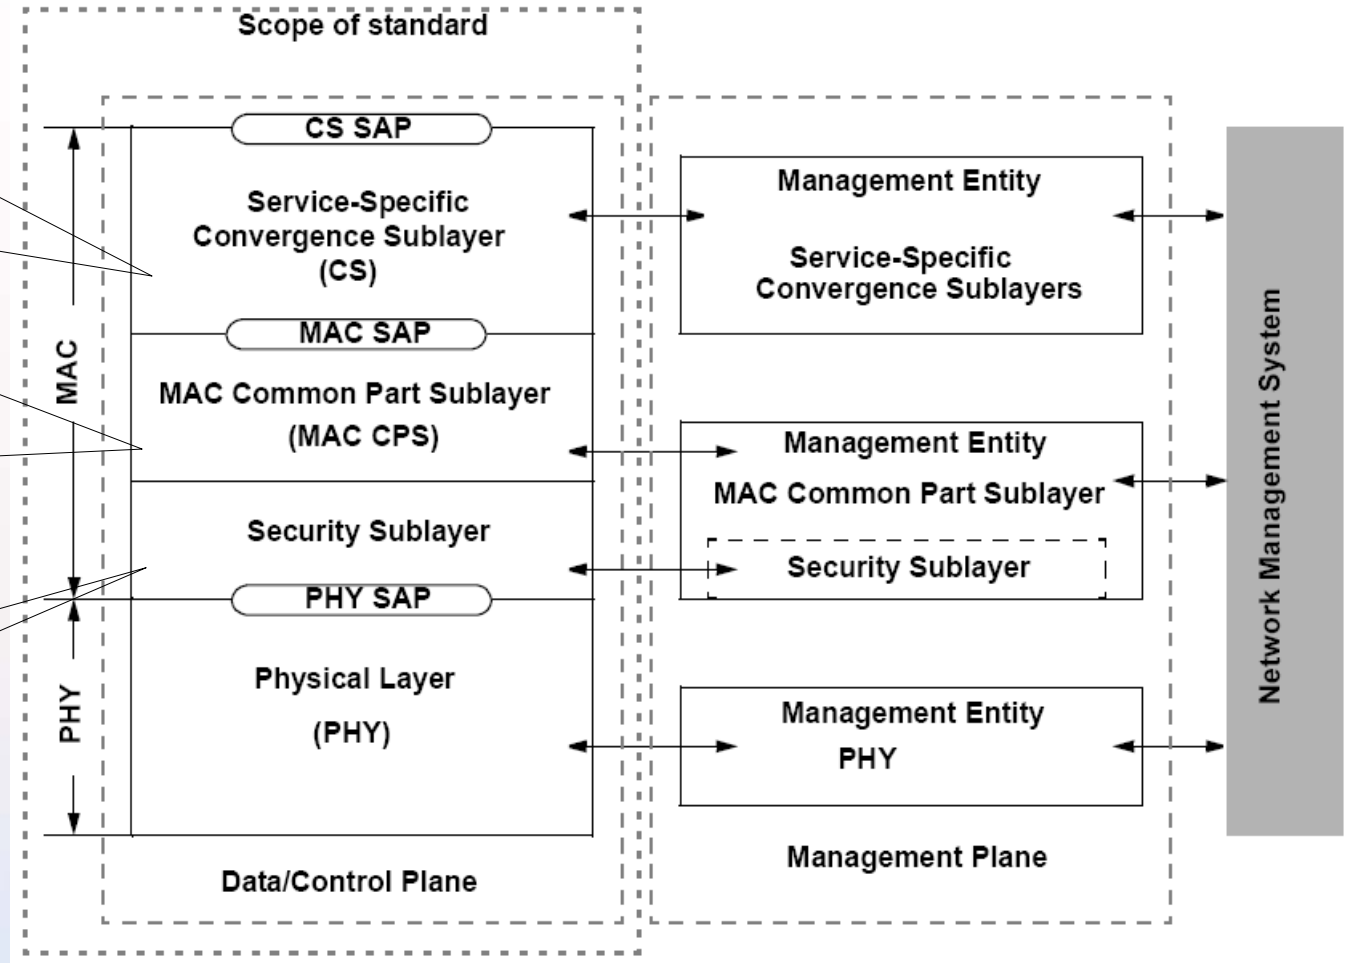 Scope of standard
CS SAP
Service-Specific
Convergence Sublayer
(CS)
MAC SAP
MAC Common Part Sublayer
(MAC CPS)
Security Sublayer
PHY SAP
Physical Layer
(PHY)
Data/Control Plane
MAC
PHY
Management Entity
Service-Specific
Convergence Sublayers
Management Entity
MAC Common Part Sublayer
Security Sublayer
Management Entity
PHY
Management Plane
Network Management System